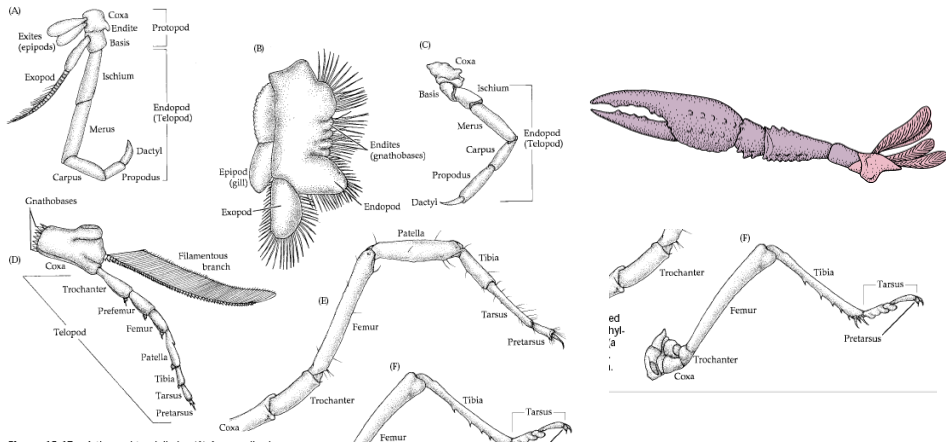 (A)
Coxa
Endite
Basis
Protopod
Exites
(epipods)
Exopod
Ischium
Endopod
(Telopod)
Merus
Dactyl
Carpus
Propodus
(B)
Endites
(gnathobases)
Epipod
(gill)
Exopod
Endopod
(C)
Coxa
Basis
Ischium
Merus
Carpus
Propodus
Dactyl
Endopod
(Telopod)
Gnathobases
(D)
Coxa
Filamentous
branch
Trochanter
Prefemur
Femur
Telopod
Patella
Tibia
Tarsus
Pretarsus
Patella
Tibia
(E)
Femur
Tarsus
Pretarsus
Trochanter
Coxa
(F)
Tibia
Tarsus
Femur
Trochanter
(F)
Tibia
Tarsus
Femur
Pretarsus
Trochanter
Coxa